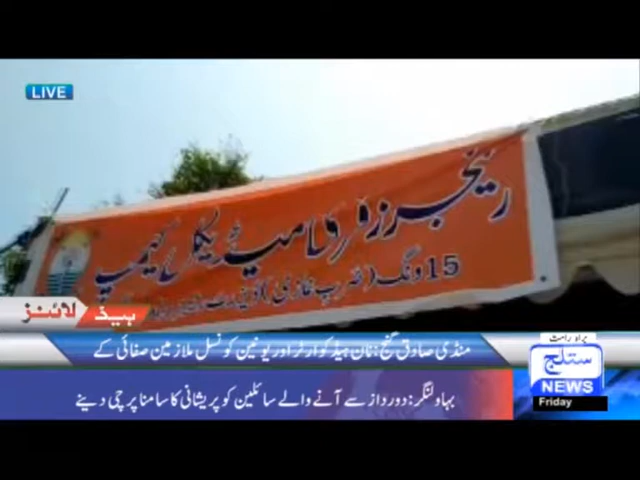 LIVE
رینجرز فری میڈیکل کیمپ
15 ونگ (ضرب غازی)
ہیڈ لائنز
منڈی صادق گنج: نان ہیڈ کوارٹر اور یونین کونسل ملازمین صفائی کے
بہاولنگر: دور دراز سے آنے والے سائلین کو پریشانی کا سامنا پرچی دینے
براہ راست
ستلج
NEWS
Friday